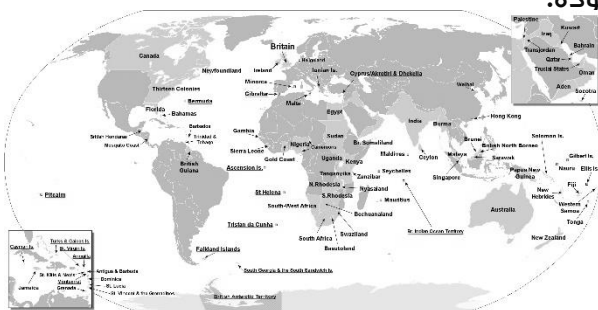 Palestine
Kuwait
Iraq
Transjordan
Bahrain
Qatar
Trucial States
Oman
Aden
Socotra
Canada
Newfoundland
Britain
Heligoland
Ireland
Ionian Is.
Minorca
Cyprus/Akrotiri & Dhekelia
Gibraltar
Malta
Thirteen Colonies
Bermuda
Florida
Bahamas
Egypt
Weihai
Hong Kong
British Honduras
Mosquito Coast
Barbados
Trinidad &
Tobago
British
Guiana
Gambia
Sierra Leone
Gold Coast
Nigeria
Cameroons
Sudan
Br. Somaliland
Uganda
Kenya
India
Burma
Maldives
Ceylon
Malaya
Singapore
Brunei
British North Borneo
Sarawak
Papua New
Guinea
Solomon Is.
Gilbert Is.
Nauru
Ellis Is.
Ascension Is.
Tanganyika
Zanzibar
Seychelles
St Helena
N.Rhodesia
Nyasaland
S.Rhodesia
Mauritius
South-West Africa
Bechuanaland
Swaziland
South Africa
Basutoland
Br. Indian Ocean Territory
Pitcairn
Tristan da Cunha
Falkland Islands
South Georgia & the South Sandwich Is.
British Antarctic Territory
Australia
New
Hebrides
Fiji
Western
Samoa
Tonga
New Zealand
Cayman Is.
Turks & Caicos Is.
Br. Virgin Is.
Anguilla
Antigua & Barbuda
St. Kitts & Nevis
Montserrat
Dominica
St. Lucia
Jamaica
Grenada
St. Vincent & the Grenadines